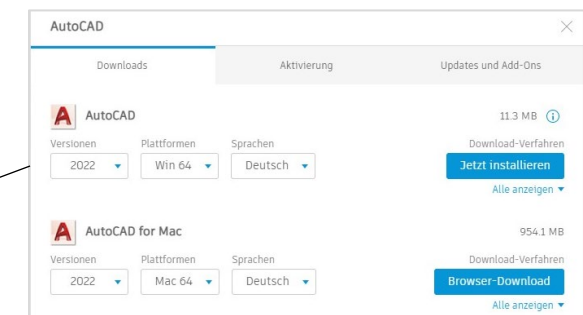 AutoCAD
Downloads Aktivierung Updates und Add-Ons
AutoCAD 11.3 MB
Versionen Plattformen Sprachen Download-Verfahren
2022 Win 64 Deutsch Jetzt installieren
Alle anzeigen
AutoCAD for Mac 954.1 MB
Versionen Plattformen Sprachen Download-Verfahren
2022 Mac 64 Deutsch Browser-Download
Alle anzeigen